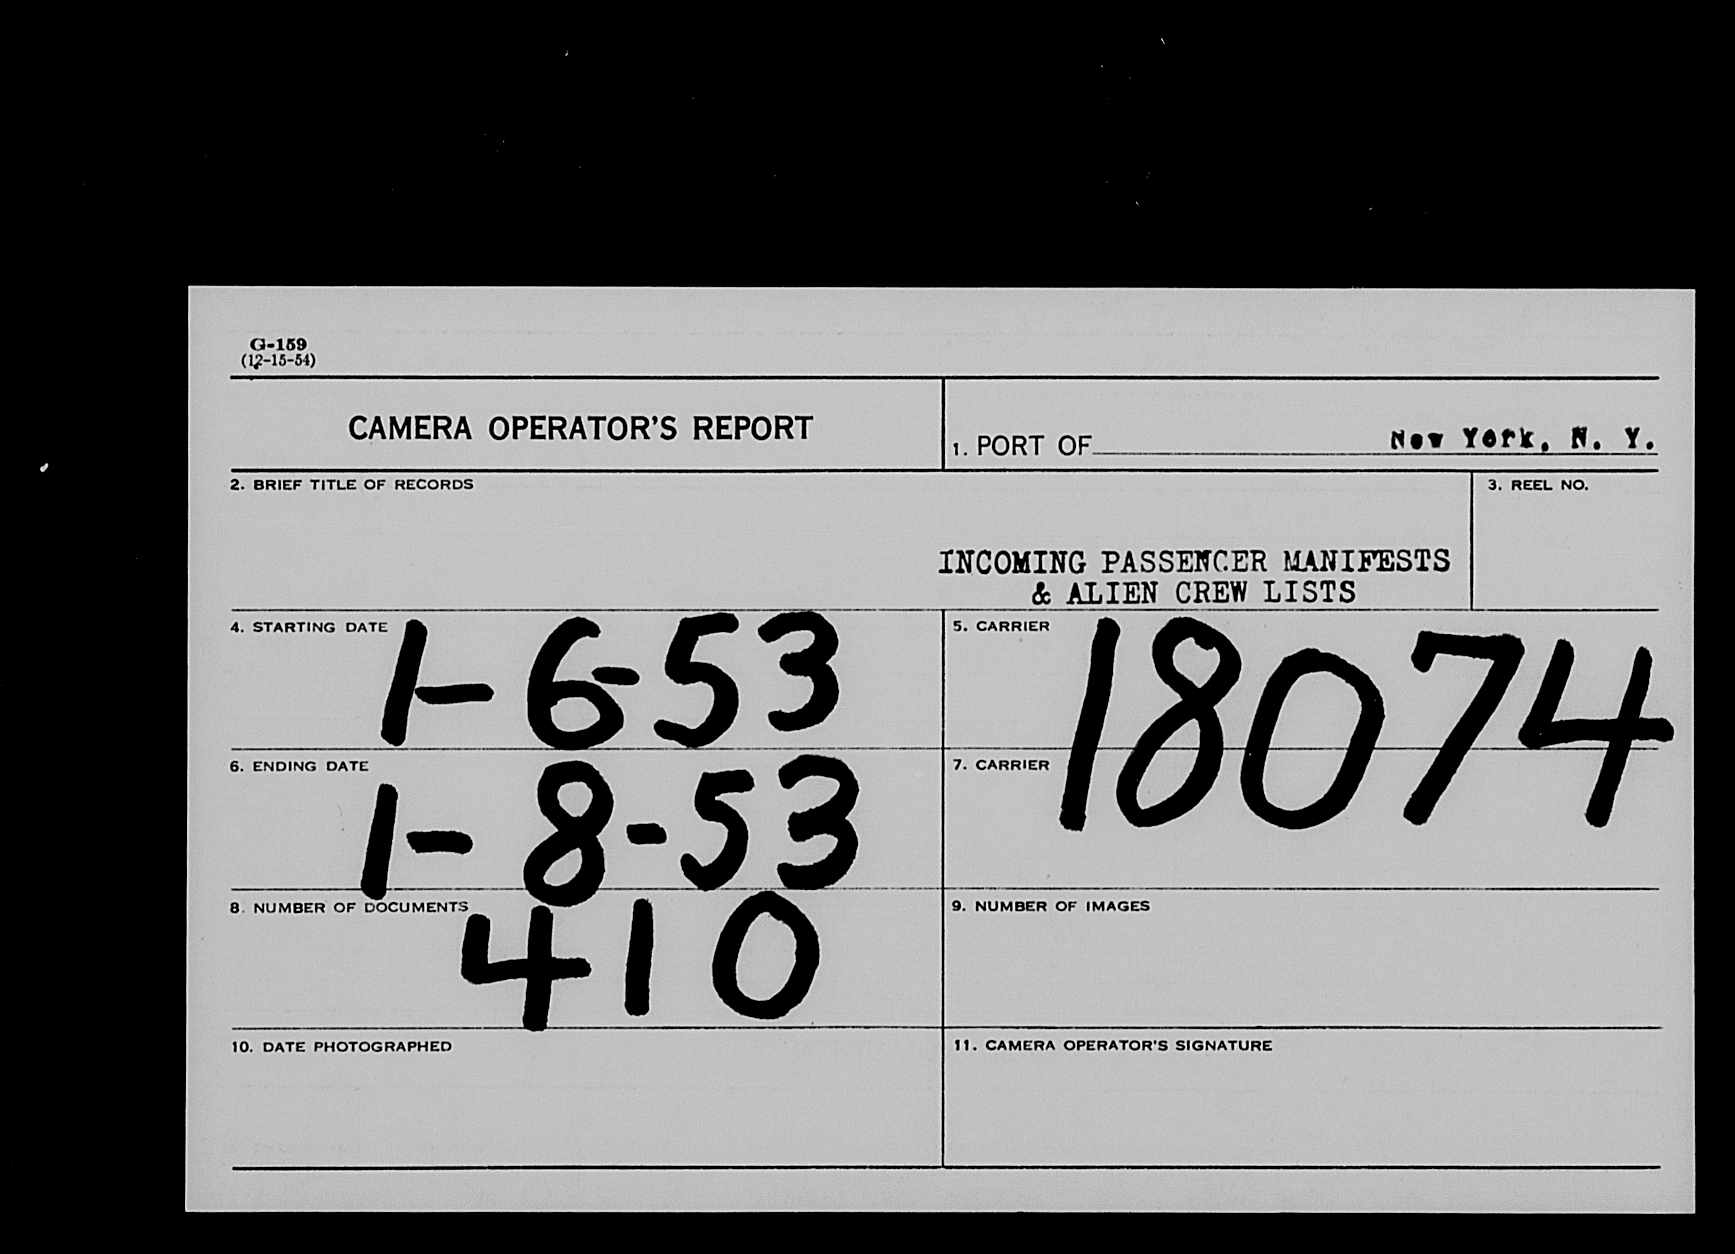 G-159
(12-15-54)
CAMERA OPERATOR'S REPORT
1. PORT OF New York, N. Y.
2. BRIEF TITLE OF RECORDS
3. REEL NO.
INCOMING PASSENGER MANIFESTS
& ALIEN CREW LISTS
4. STARTING DATE 1-6-53
5. CARRIER 18074
6. ENDING DATE 1-8-53
7. CARRIER
8. NUMBER OF DOCUMENTS 410
9. NUMBER OF IMAGES
10. DATE PHOTOGRAPHED
11. CAMERA OPERATOR'S SIGNATURE